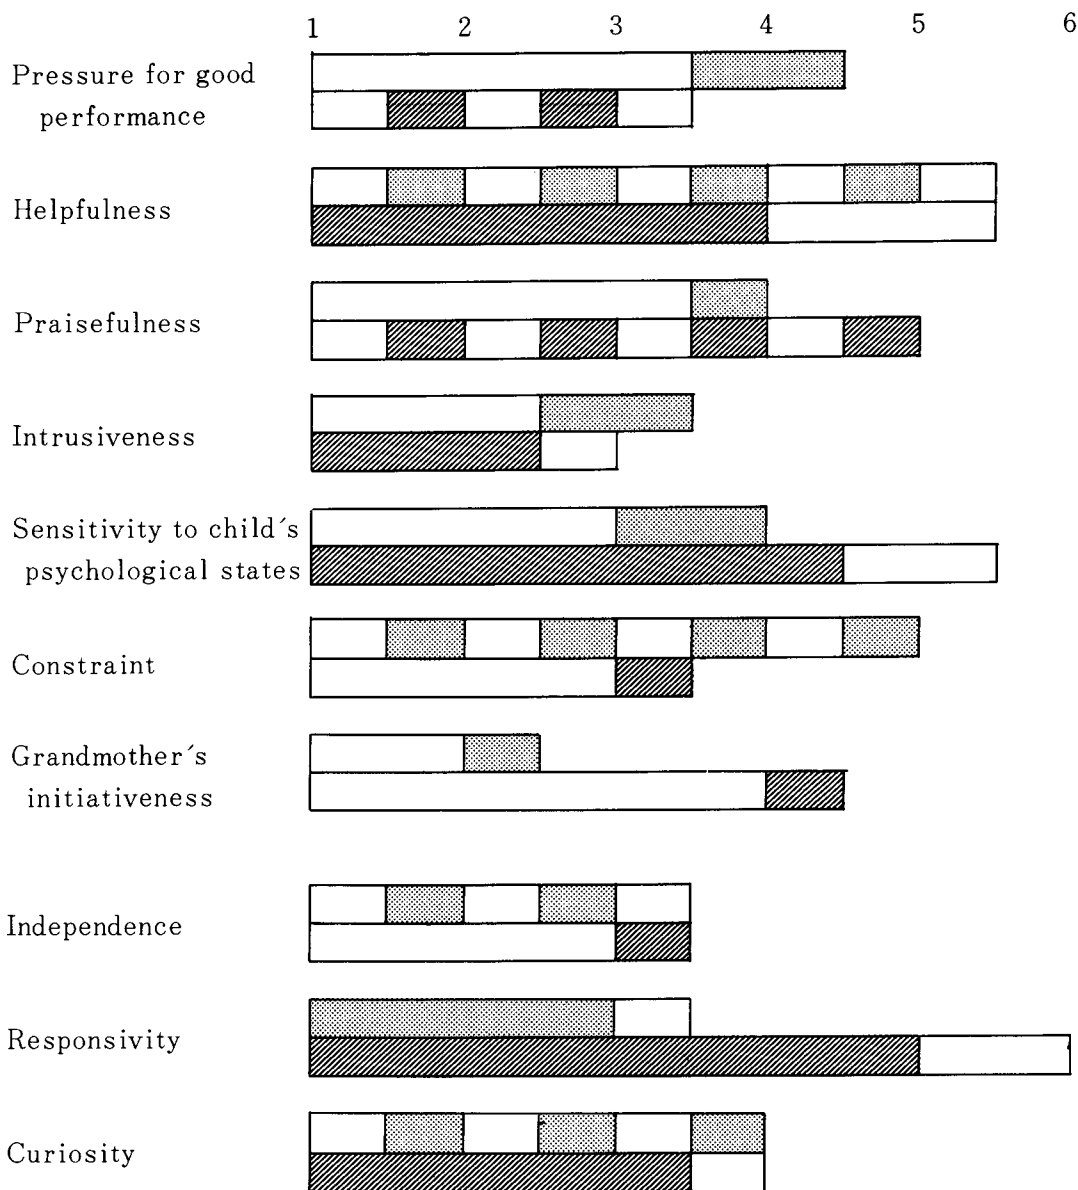 1 2 3 4 5 6
Pressure for good
performance
Helpfulness
Praisefulness
Intrusiveness
Sensitivity to child´s
psychological states
Constraint
Grandmother´s
initiativeness
Independence
Responsivity
Curiosity